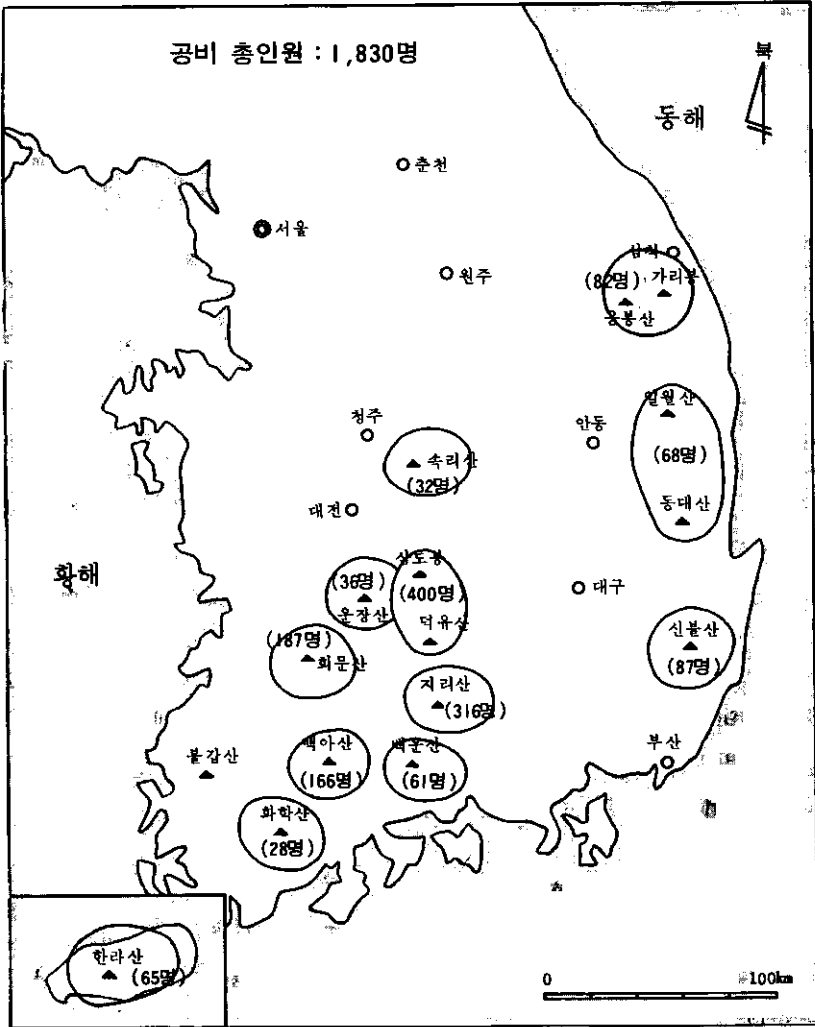 공비 총인원 : 1,830명
북
동해
춘천
서울
원주
삼척
(82명)
가리봉
응봉산
일월산
(68명)
동대산
청주
안동
속리산
(32명)
대전
황해
삼도봉
(400명)
덕유산
(36명)
운장산
대구
(187명)
회문산
신불산
(87명)
지리산
(316명)
불갑산
백아산
(166명)
백운산
(61명)
부산
화학산
(28명)
한라산
(65명)
0
100km